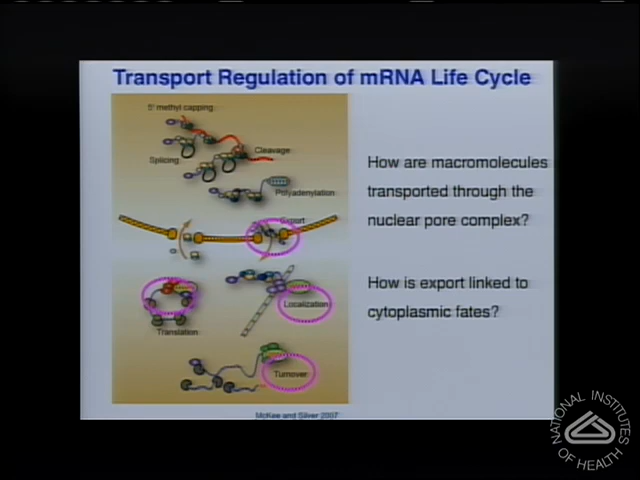 Transport Regulation of mRNA Life Cycle
5' methyl capping
Cleavage
Splicing
Polyadenylation
Export
Localization
Translation
Turnover
McKee and Silver 2007
How are macromolecules
transported through the
nuclear pore complex?
How is export linked to
cytoplasmic fates?
NATIONAL INSTITUTES
OF HEALTH